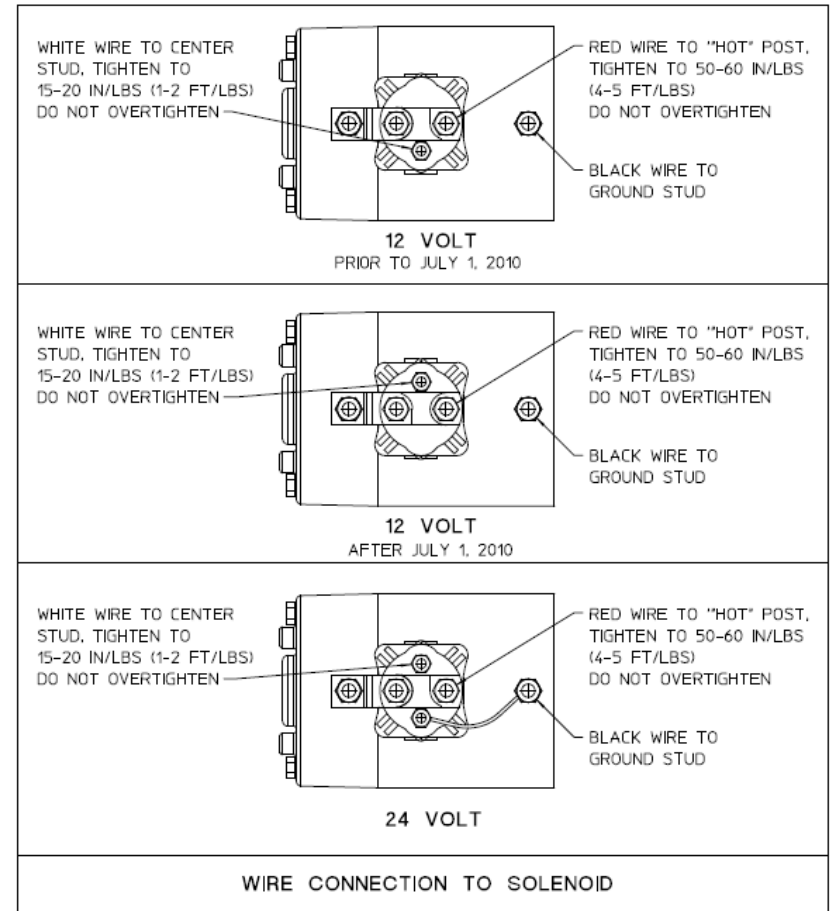 WHITE WIRE TO CENTER
STUD, TIGHTEN TO
15-20 IN/LBS (1-2 FT/LBS)
DO NOT OVERTIGHTEN
RED WIRE TO "HOT" POST,
TIGHTEN TO 50-60 IN/LBS
(4-5 FT/LBS)
DO NOT OVERTIGHTEN
BLACK WIRE TO
GROUND STUD
12 VOLT
PRIOR TO JULY 1, 2010
WHITE WIRE TO CENTER
STUD, TIGHTEN TO
15-20 IN/LBS (1-2 FT/LBS)
DO NOT OVERTIGHTEN
RED WIRE TO "HOT" POST,
TIGHTEN TO 50-60 IN/LBS
(4-5 FT/LBS)
DO NOT OVERTIGHTEN
BLACK WIRE TO
GROUND STUD
12 VOLT
AFTER JULY 1, 2010
WHITE WIRE TO CENTER
STUD, TIGHTEN TO
15-20 IN/LBS (1-2 FT/LBS)
DO NOT OVERTIGHTEN
RED WIRE TO "HOT" POST,
TIGHTEN TO 50-60 IN/LBS
(4-5 FT/LBS)
DO NOT OVERTIGHTEN
BLACK WIRE TO
GROUND STUD
24 VOLT
WIRE CONNECTION TO SOLENOID